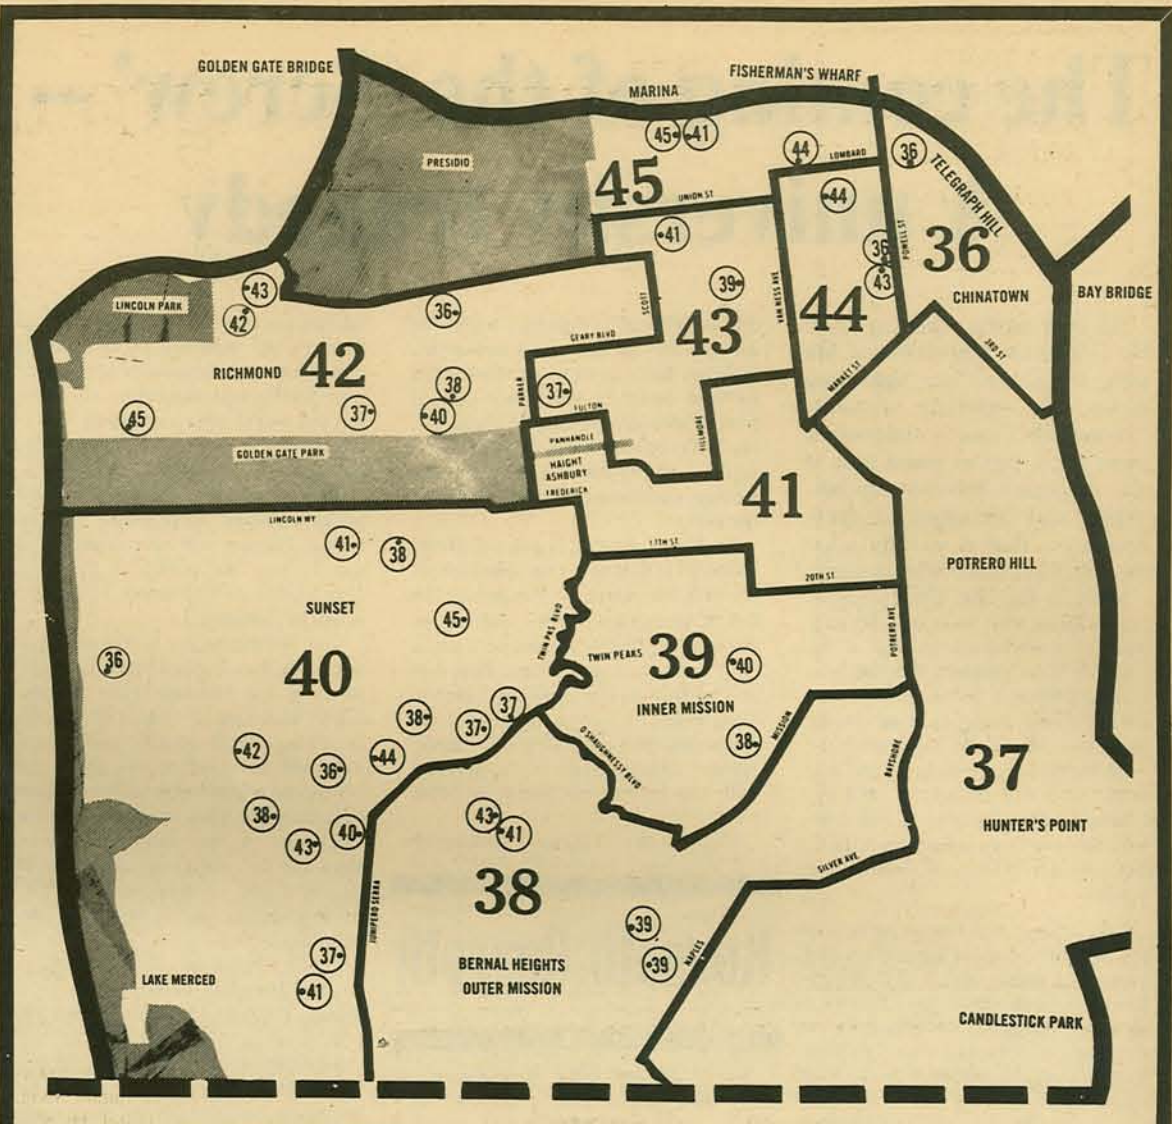 GOLDEN GATE BRIDGE
FISHERMAN'S WHARF
MARINA
45
41
44
LOMBARD
36
PRESIDIO
TELEGRAPH HILL
45
UNION ST
44
41
36
POWELL ST
36
43
39
VAN NESS AVE
43
42
LINCOLN PARK
36
SCOTT
44
CHINATOWN
BAY BRIDGE
GEARY BLVD
43
3RD ST
RICHMOND
42
MARKET ST
38
37
PARKER
37
FULTON
45
40
FILLMORE
PANHANDLE
GOLDEN GATE PARK
HAIGHT
ASHBURY
FREDERICK
41
LINCOLN WY
41
38
17TH ST
POTRERO HILL
20TH ST
SUNSET
45
TWIN PKS BLVD
POTRERO AVE
36
40
TWIN PEAKS
39
40
INNER MISSION
38
37
37
O'SHAUGHNESSY BLVD
MISSION
38
42
36
44
BAYSHORE
37
38
43
40
43
41
HUNTER'S POINT
SILVER AVE
38
JUNIPERO SERRA
39
39
NAPLES
37
41
LAKE MERCED
BERNAL HEIGHTS
OUTER MISSION
CANDLESTICK PARK